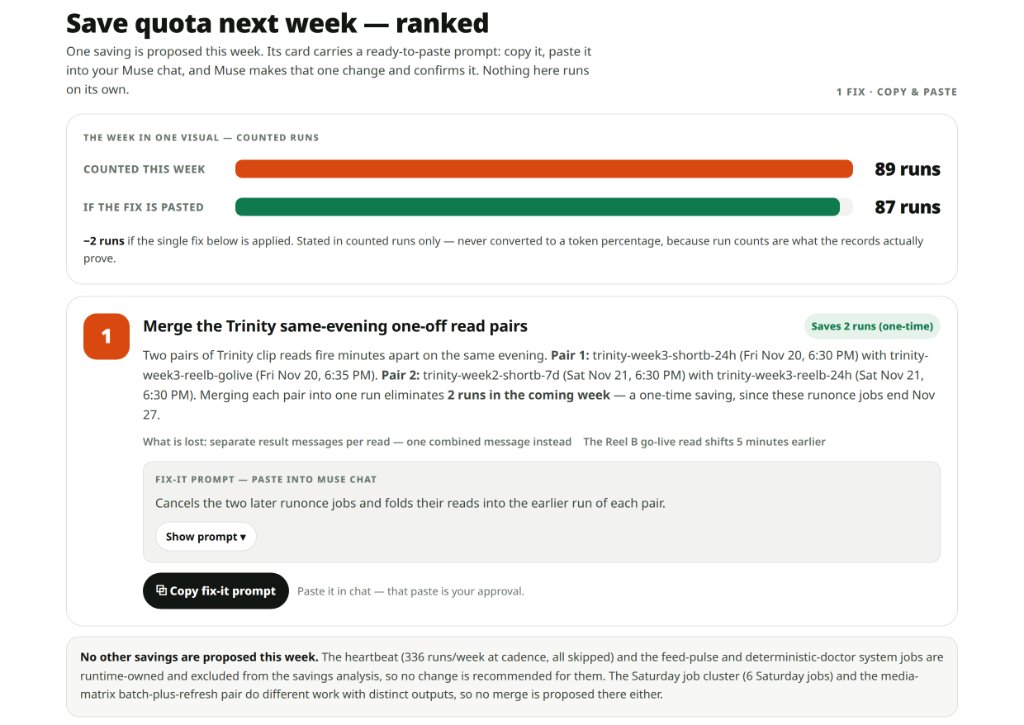 Save quota next week — ranked
One saving is proposed this week. Its card carries a ready-to-paste prompt: copy it, paste it
into your Muse chat, and Muse makes that one change and confirms it. Nothing here runs
on its own.
1 FIX · COPY & PASTE
THE WEEK IN ONE VISUAL — COUNTED RUNS
COUNTED THIS WEEK
89 runs
IF THE FIX IS PASTED
87 runs
−2 runs if the single fix below is applied. Stated in counted runs only — never converted to a token percentage, because run counts are what the records actually
prove.
1
Merge the Trinity same-evening one-off read pairs
Saves 2 runs (one-time)
Two pairs of Trinity clip reads fire minutes apart on the same evening. Pair 1: trinity-week3-shortb-24h (Fri Nov 20, 6:30 PM) with trinity-
week3-reelb-golive (Fri Nov 20, 6:35 PM). Pair 2: trinity-week2-shortb-7d (Sat Nov 21, 6:30 PM) with trinity-week3-reelb-24h (Sat Nov 21,
6:30 PM). Merging each pair into one run eliminates 2 runs in the coming week — a one-time saving, since these runonce jobs end Nov
27.
What is lost: separate result messages per read — one combined message instead The Reel B go-live read shifts 5 minutes earlier
FIX-IT PROMPT — PASTE INTO MUSE CHAT
Cancels the two later runonce jobs and folds their reads into the earlier run of each pair.
Show prompt ▾
Copy fix-it prompt
Paste it in chat — that paste is your approval.
No other savings are proposed this week. The heartbeat (336 runs/week at cadence, all skipped) and the feed-pulse and deterministic-doctor system jobs are
runtime-owned and excluded from the savings analysis, so no change is recommended for them. The Saturday job cluster (6 Saturday jobs) and the media-
matrix batch-plus-refresh pair do different work with distinct outputs, so no merge is proposed there either.